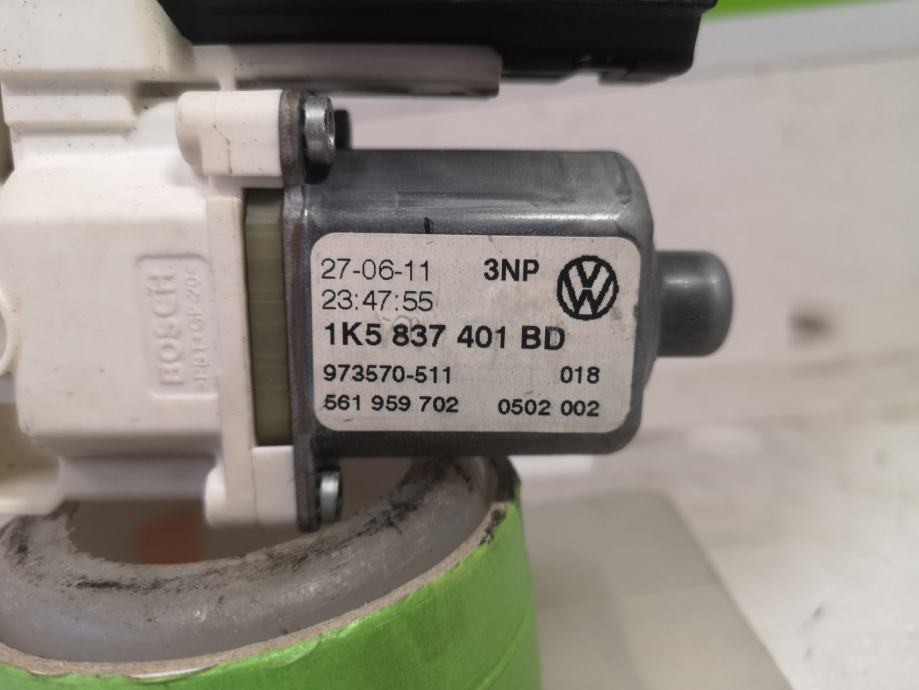 27-06-11 3NP
23:47:55
1K5 837 401 BD
973570-511 018
561 959 702 0502 002
BOSCH